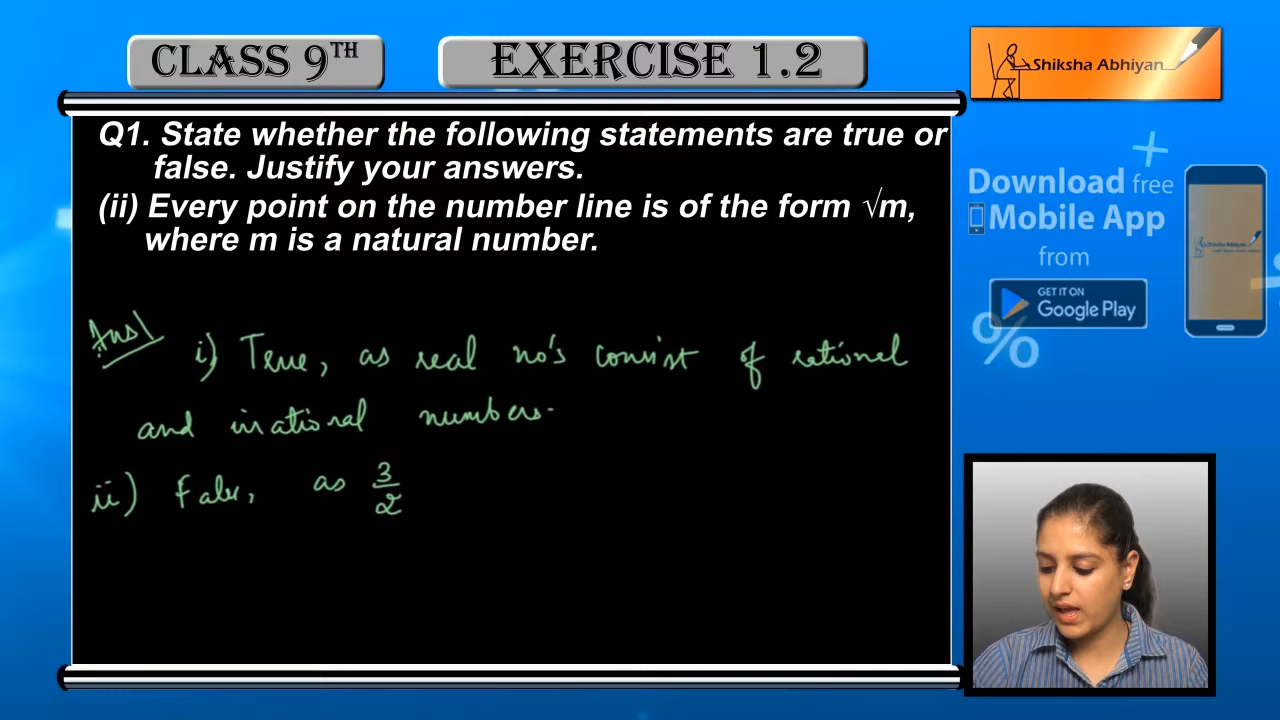 CLASS 9TH
EXERCISE 1.2
Shiksha Abhiyan
Q1. State whether the following statements are true or
false. Justify your answers.
(ii) Every point on the number line is of the form √m,
where m is a natural number.
Ans1
i) True, as real no's consist of rational
and irrational numbers.
ii) False, as 3/2
+
Download free
Mobile App
from
GET IT ON
Google Play
%
Shiksha Abhiyan